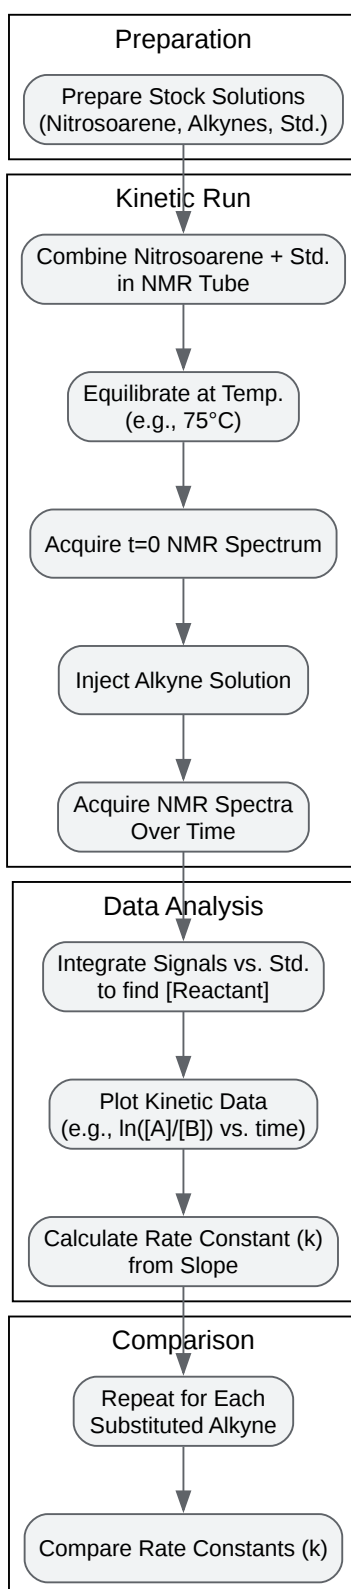 Preparation
Prepare Stock Solutions
(Nitrosoarene, Alkynes, Std.)
Kinetic Run
Combine Nitrosoarene + Std.
in NMR Tube
Equilibrate at Temp.
(e.g., 75°C)
Acquire t=0 NMR Spectrum
Inject Alkyne Solution
Acquire NMR Spectra
Over Time
Data Analysis
Integrate Signals vs. Std.
to find [Reactant]
Plot Kinetic Data
(e.g., ln([A]/[B]) vs. time)
Calculate Rate Constant (k)
from Slope
Comparison
Repeat for Each
Substituted Alkyne
Compare Rate Constants (k)